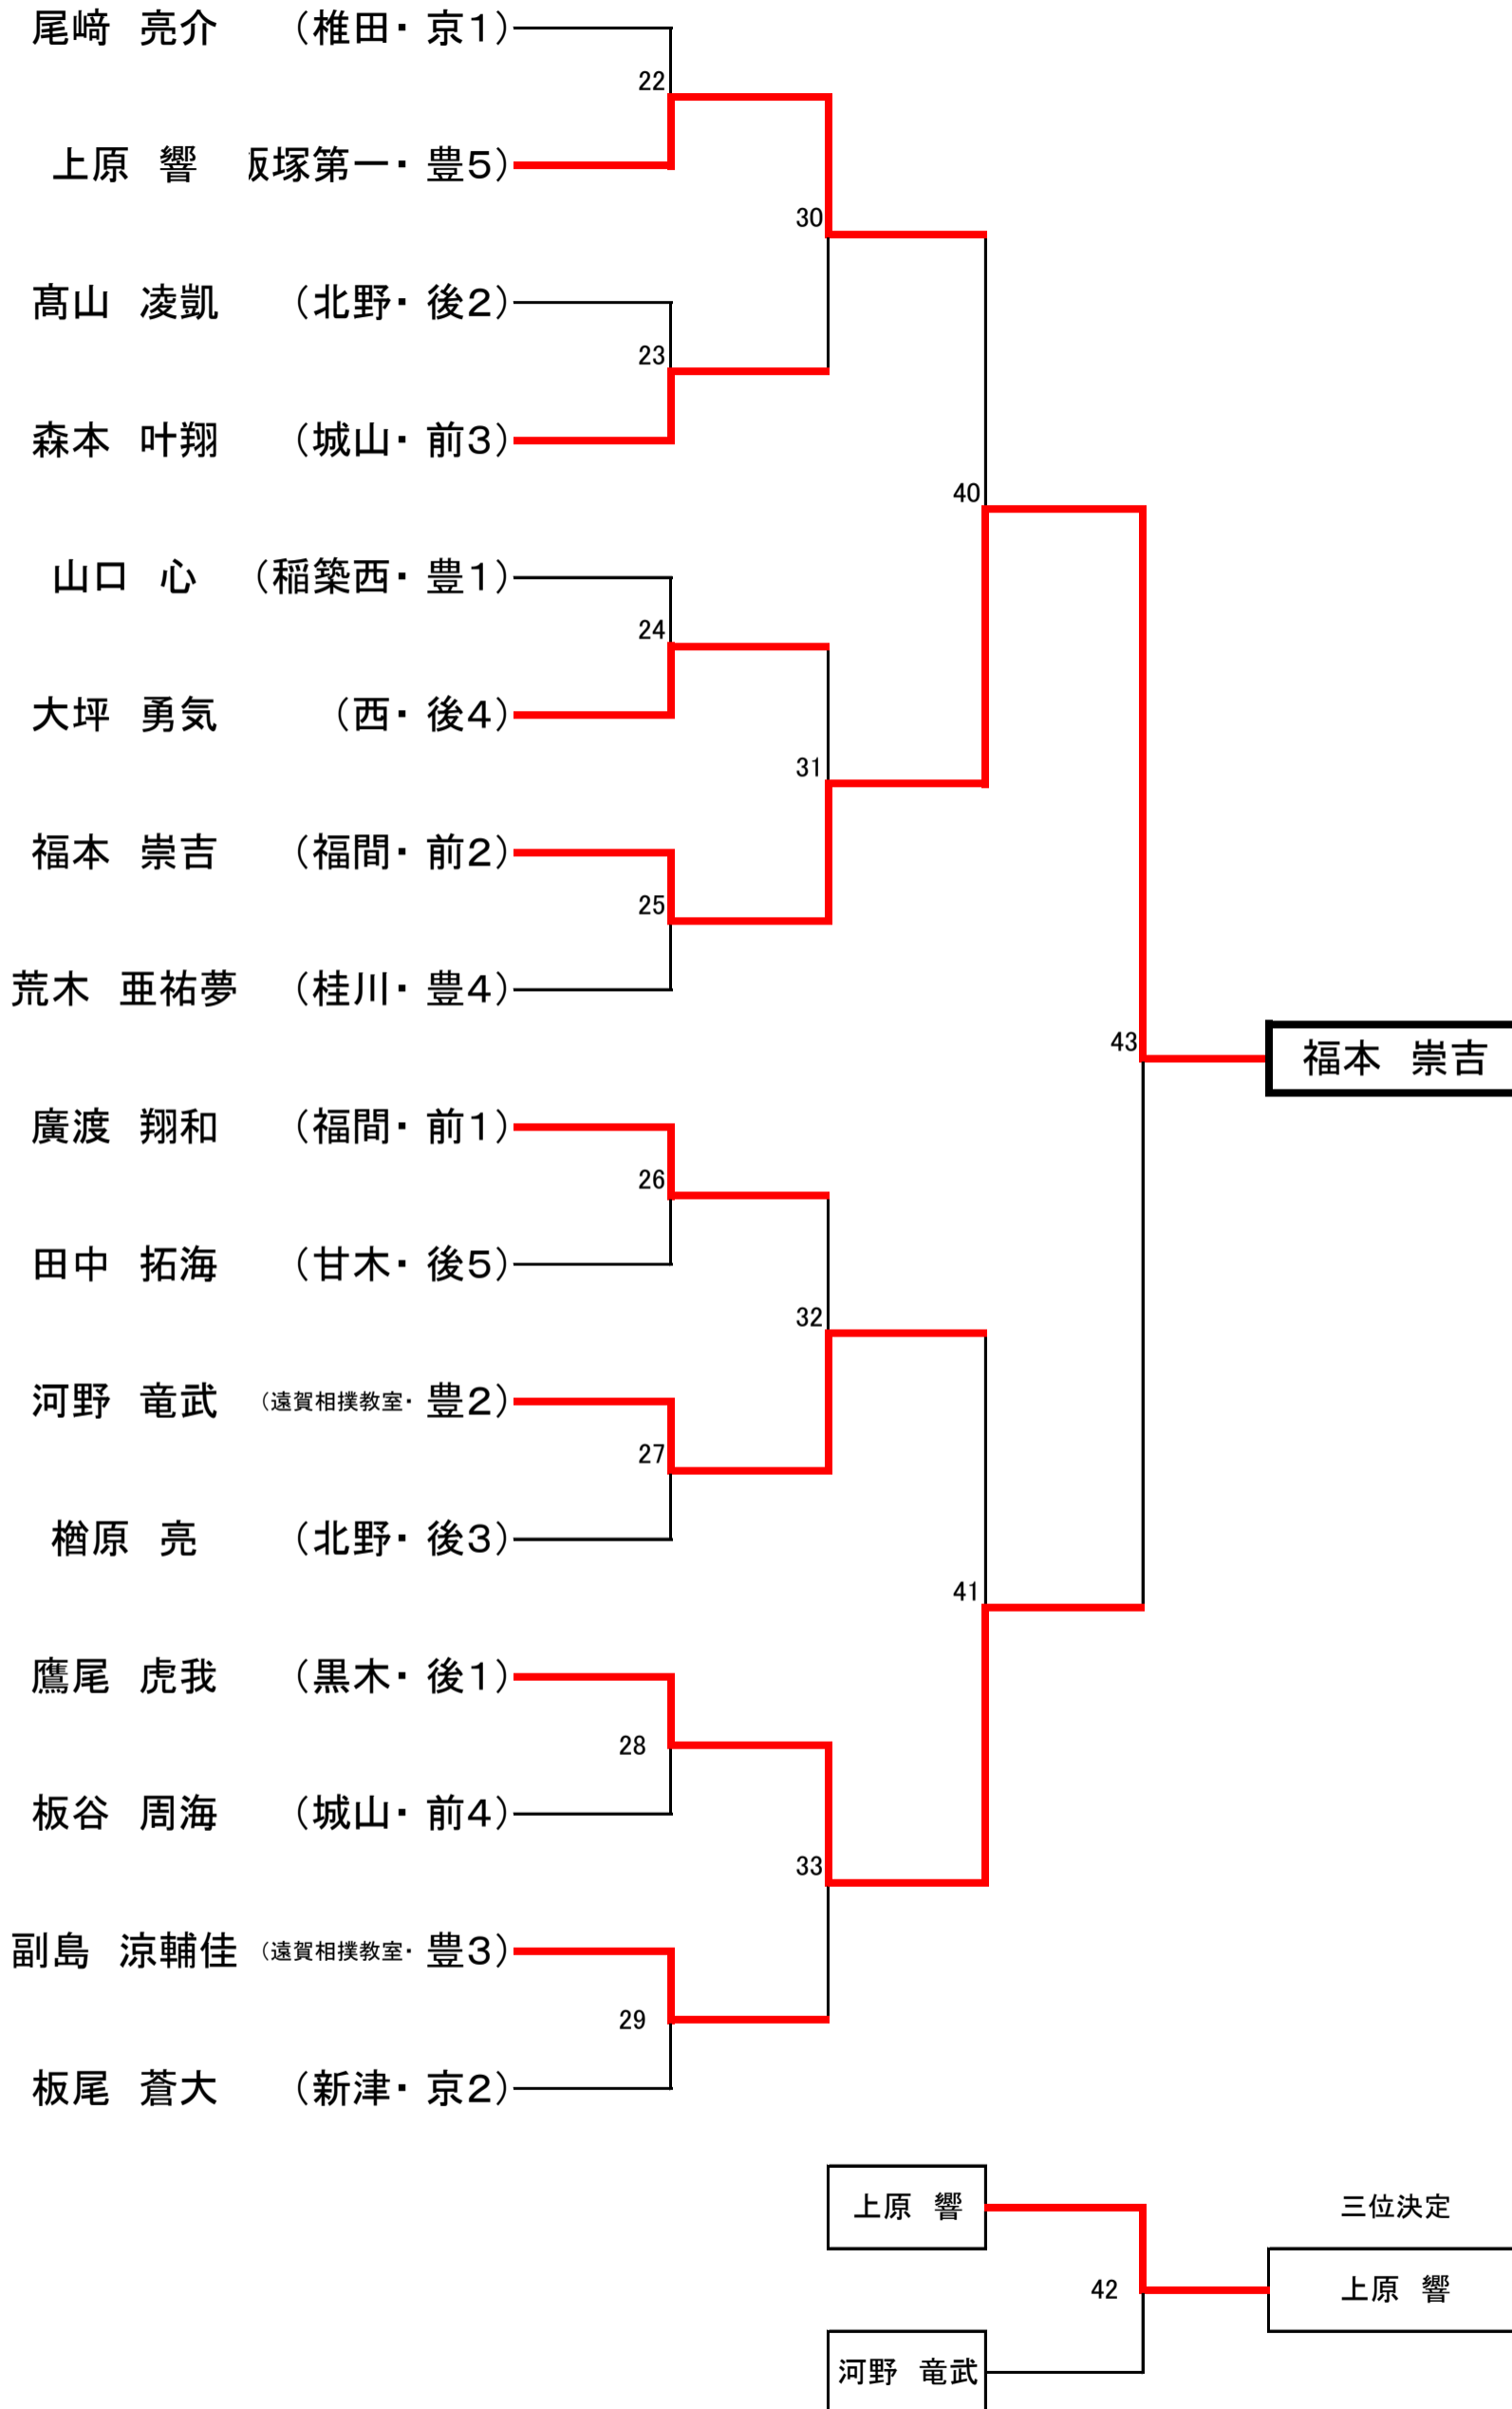 尾﨑 亮介 （椎田・ 京1）
22
上原 響 飯塚第一・ 豊5）
30
髙山 凌凱 （北野・ 後2）
23
森本 叶翔 （城山・ 前3）
40
山口 心 （稲築西・ 豊1）
24
大坪 勇気 （西・ 後4）
31
福本 崇吉 （福間・ 前2）
25
荒木 亜祐夢 （桂川・ 豊4）
43 福本 崇吉
廣渡 翔和 （福間・ 前1）
26
田中 拓海 （甘木・ 後5）
32
河野 竜武 （遠賀相撲教室・ 豊2）
27
楢原 亮 （北野・ 後3）
41
鷹尾 虎我 （黒木・ 後1）
28
板谷 周海 （城山・ 前4）
33
副島 涼輔佳 （遠賀相撲教室・ 豊3）
29
板尾 蒼大 （新津・ 京2）
上原 響 三位決定
42 上原 響
河野 竜武